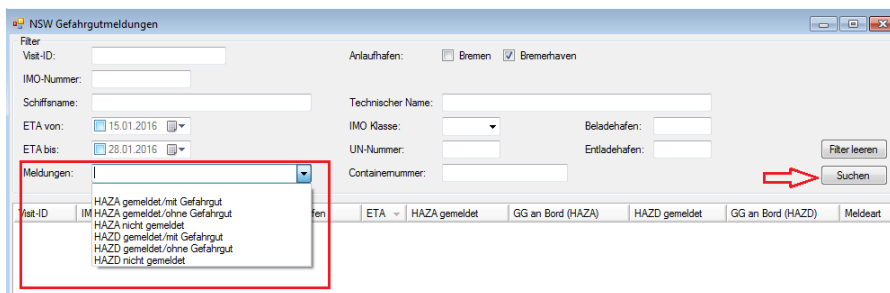 NSW Gefahrgutmeldungen
Filter
Visit-ID: Anlaufhafen: Bremen Bremerhaven
IMO-Nummer:
Schiffsname: Technischer Name:
ETA von: 15.01.2016 IMO Klasse: Beladehafen:
ETA bis: 28.01.2016 UN-Nummer: Entladehafen: Filter leeren
Meldungen: Containernummer: Suchen
HAZA gemeldet/mit Gefahrgut
Visit-ID IM HAZA gemeldet/ohne Gefahrgut fen ETA HAZA gemeldet GG an Bord (HAZA) HAZD gemeldet GG an Bord (HAZD) Meldeart
HAZA nicht gemeldet
HAZD gemeldet/mit Gefahrgut
HAZD gemeldet/ohne Gefahrgut
HAZD nicht gemeldet